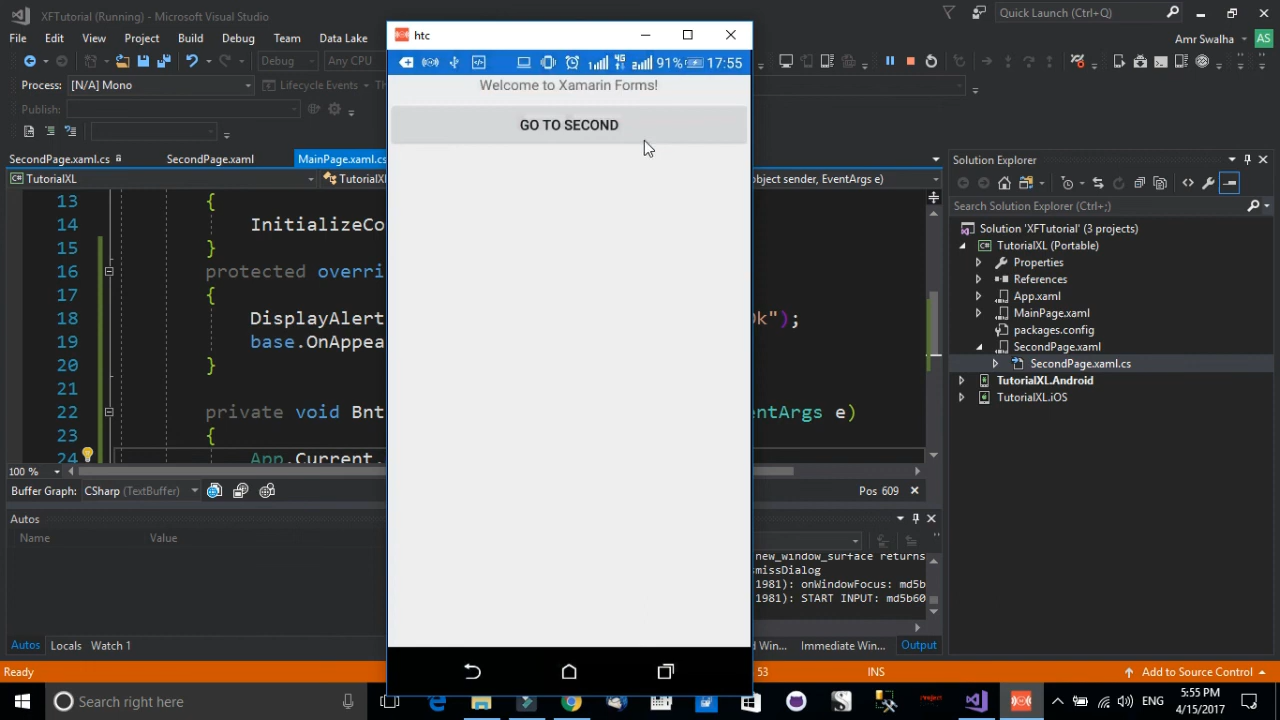 XFTutorial (Running) - Microsoft Visual Studio
Quick Launch (Ctrl+Q)
File Edit View Project Build Debug Team Data Lake
Amr Swalha AS
Debug Any CPU
Process: [N/A] Mono Lifecycle Events Thre
Publish:
htc
91% 17:55
Welcome to Xamarin Forms!
GO TO SECOND
SecondPage.xaml.cs SecondPage.xaml MainPage.xaml.cs
TutorialXL TutorialXL object sender, EventArgs e)
13 {
14 InitializeCo
15 }
16 protected overri
17 {
18 DisplayAlert k");
19 base.OnAppea
20 }
21
22 private void Bnt entArgs e)
23 {
24 App.Current.
100 %
Buffer Graph: CSharp (TextBuffer) Pos 609
Autos
Name Value
new_window_surface returns
smissDialog
1981): onWindowFocus: md5b
1981): START INPUT: md5b60
Autos Locals Watch 1
d Win... Immediate Win... Output
Solution Explorer
Search Solution Explorer (Ctrl+;)
Solution 'XFTutorial' (3 projects)
TutorialXL (Portable)
Properties
References
App.xaml
MainPage.xaml
packages.config
SecondPage.xaml
SecondPage.xaml.cs
TutorialXL.Android
TutorialXL.iOS
Ready 53 INS Add to Source Control
Search right here
ENG
5:55 PM
4/15/2017